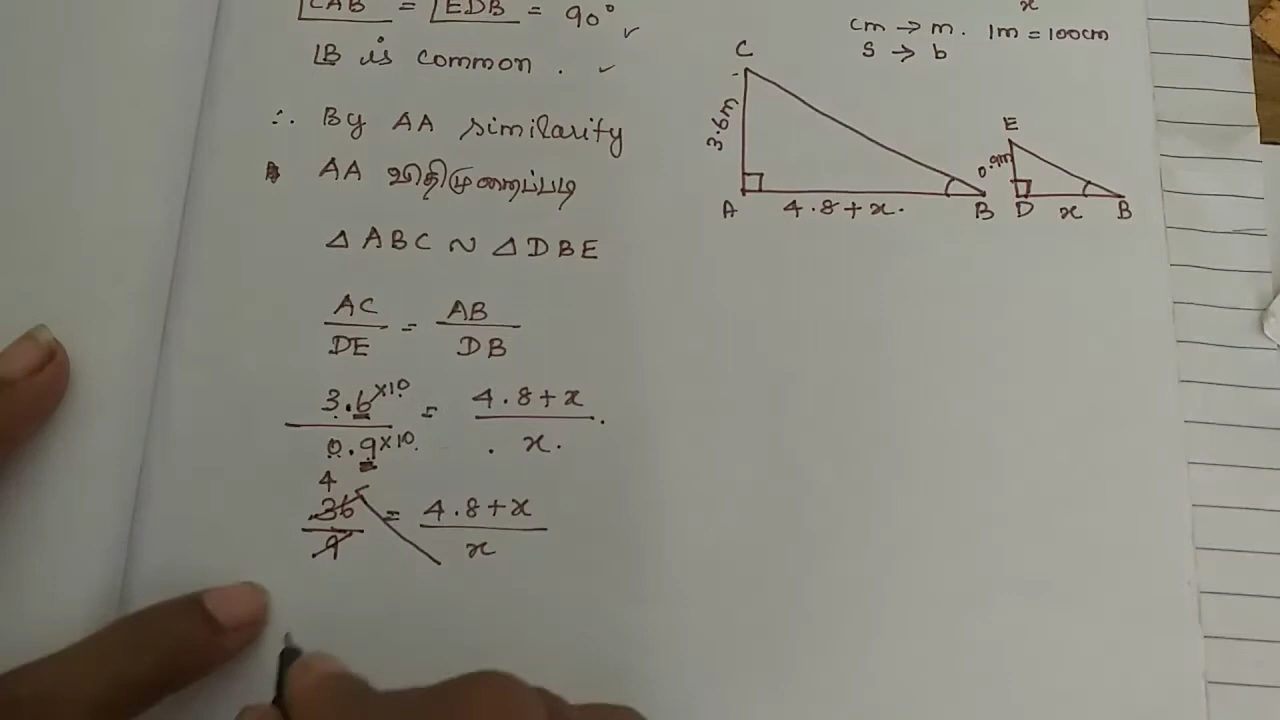 ∠CAB = ∠EDB = 90°
∠B is common .
∴ By AA similarity
AA விதிமுறைப்படி
△ ABC ~ △ DBE
AC/DE = AB/DB
3.6×10/0.9×10 = 4.8+x/x.
4
36/9 = 4.8+x/x
x
cm → m. 1m = 100cm
s → b
C
3.6m
A 4.8+x. B
E
0.9m
D x B